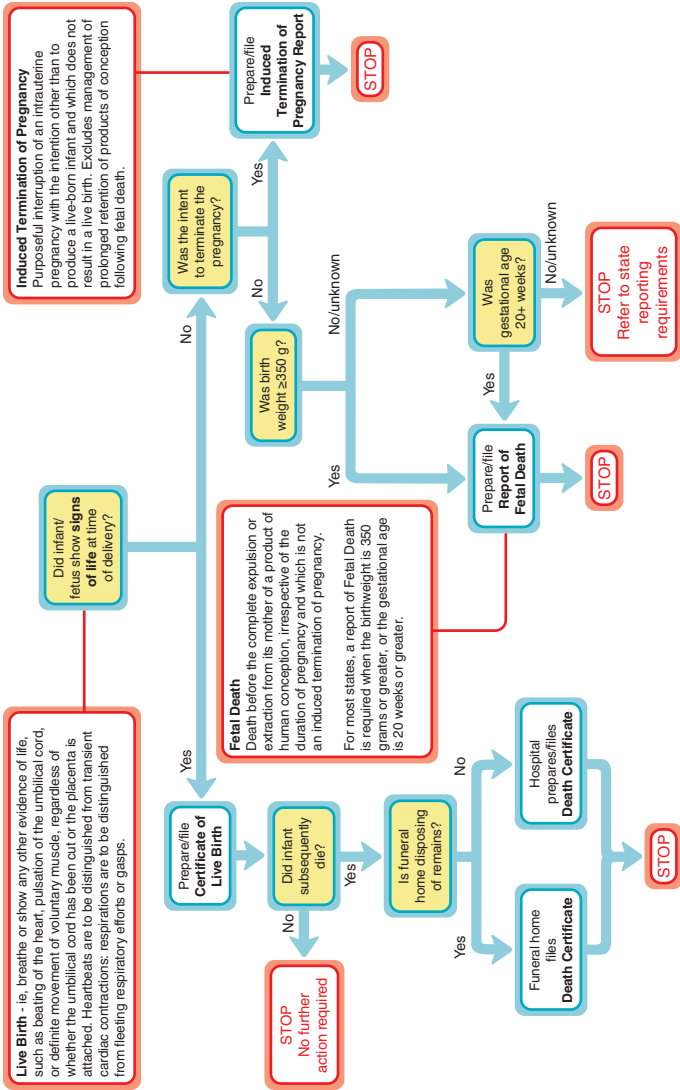 Live Birth - ie, breathe or show any other evidence of life,
such as beating of the heart, pulsation of the umbilical cord,
or definite movement of voluntary muscle, regardless of
whether the umbilical cord has been cut or the placenta is
attached. Heartbeats are to be distinguished from transient
cardiac contractions: respirations are to be distinguished
from fleeting respiratory efforts or gasps.
Did infant/
fetus show signs
of life at time
of delivery?
Induced Termination of Pregnancy
Purposeful interruption of an intrauterine
pregnancy with the intention other than to
produce a live-born infant and which does not
result in a live birth. Excludes management of
prolonged retention of products of conception
following fetal death.
Yes
No
Prepare/file
Certificate of
Live Birth
Was the intent
to terminate the
pregnancy?
Prepare/file
Induced
Termination of
Pregnancy Report
No
Yes
STOP
Did infant
subsequently
die?
No
Yes
STOP
No further
action required
Is funeral
home disposing
of remains?
Yes
No
Funeral home
files
Death Certificate
Hospital
prepares/files
Death Certificate
STOP
Fetal Death
Death before the complete expulsion or
extraction from its mother of a product of
human conception, irrespective of the
duration of pregnancy and which is not
an induced termination of pregnancy.
For most states, a report of Fetal Death
is required when the birthweight is 350
grams or greater, or the gestational age
is 20 weeks or greater.
Was birth
weight ≥350 g?
Yes
No/unknown
Prepare/file
Report of
Fetal Death
Yes
Was
gestational age
20+ weeks?
No/unknown
STOP
STOP
Refer to state
reporting
requirements